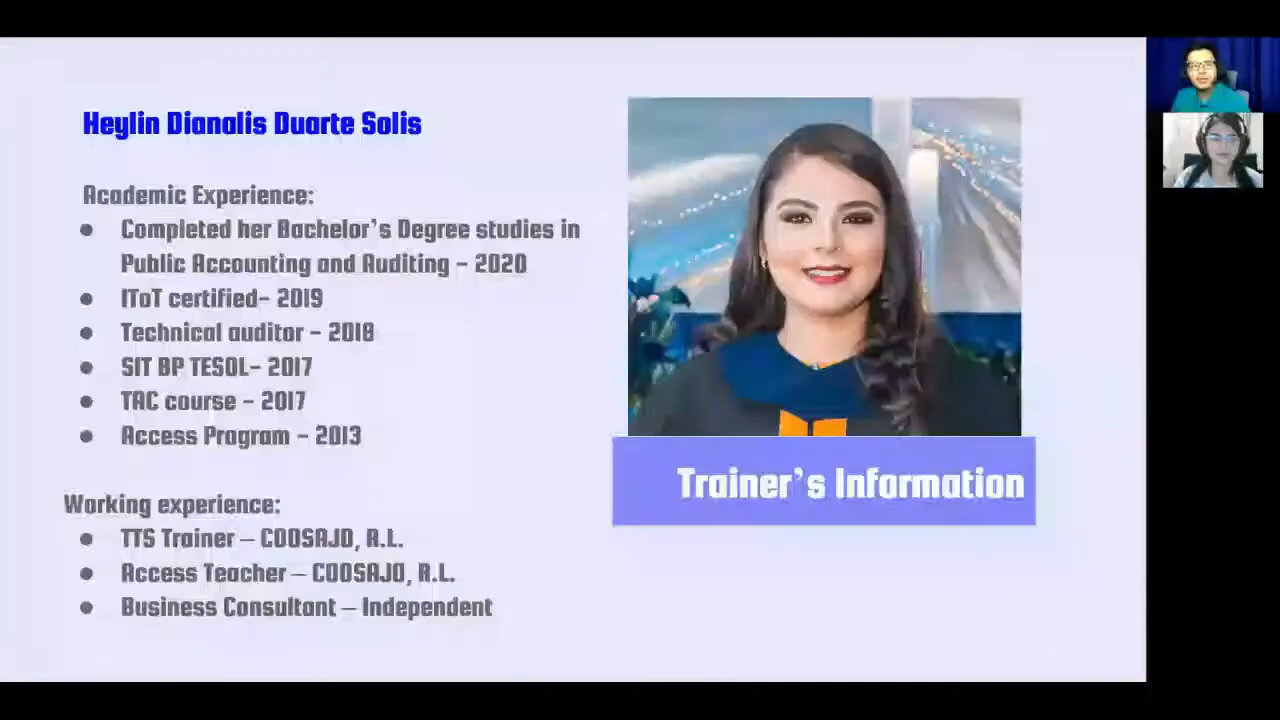 Heylin Dianalis Duarte Solis
Academic Experience:
● Completed her Bachelor's Degree studies in
Public Accounting and Auditing - 2020
● IToT certified- 2019
● Technical auditor - 2018
● SIT BP TESOL- 2017
● TAC course - 2017
● Access Program - 2013
Working experience:
● TTS Trainer – COOSAJO, R.L.
● Access Teacher – COOSAJO, R.L.
● Business Consultant – Independent
Trainer's Information